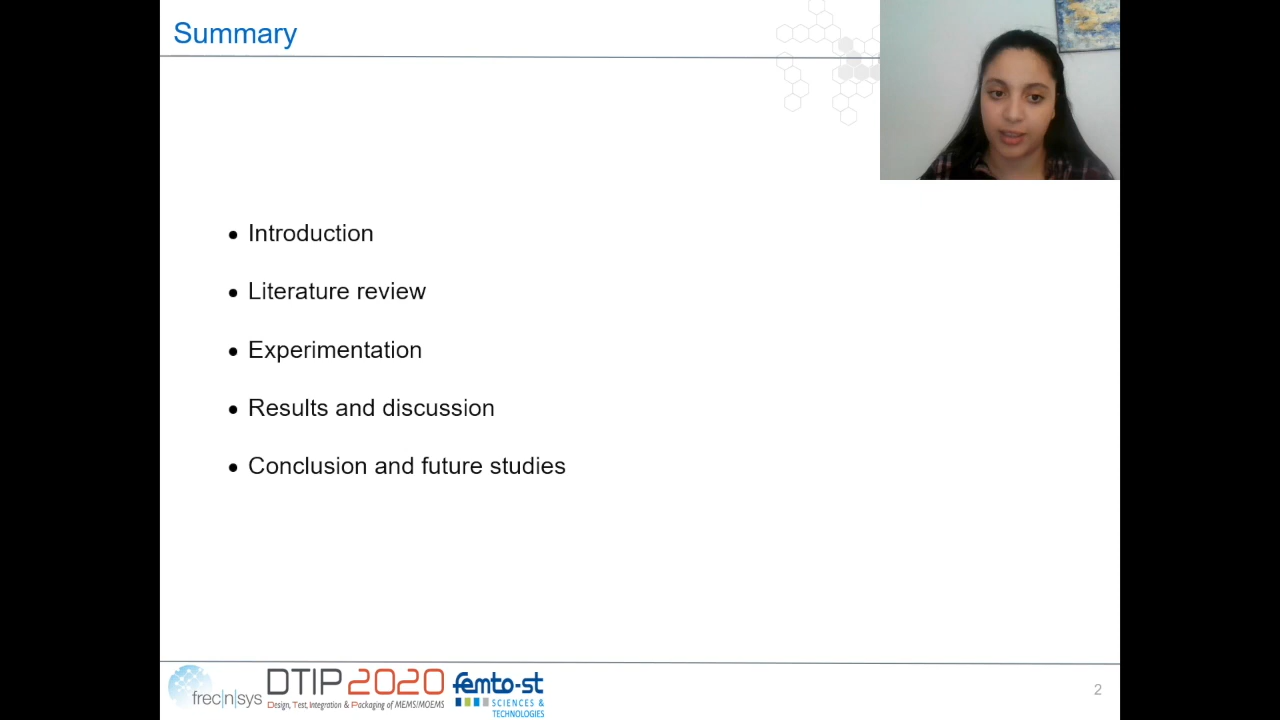 Summary
• Introduction
• Literature review
• Experimentation
• Results and discussion
• Conclusion and future studies
frec|n|sys
DTIP 2020
Design, Test, Integration & Packaging of MEMS/MOEMS
femto-st
SCIENCES &
TECHNOLOGIES
2